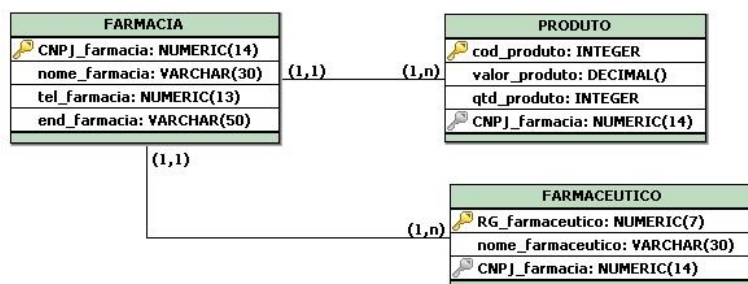 FARMACIA
CNPJ_farmacia: NUMERIC(14)
nome_farmacia: VARCHAR(30)
tel_farmacia: NUMERIC(13)
end_farmacia: VARCHAR(50)
(1,1)
(1,n)
PRODUTO
cod_produto: INTEGER
valor_produto: DECIMAL()
qtd_produto: INTEGER
CNPJ_farmacia: NUMERIC(14)
(1,1)
(1,n)
FARMACEUTICO
RG_farmaceutico: NUMERIC(7)
nome_farmaceutico: VARCHAR(30)
CNPJ_farmacia: NUMERIC(14)